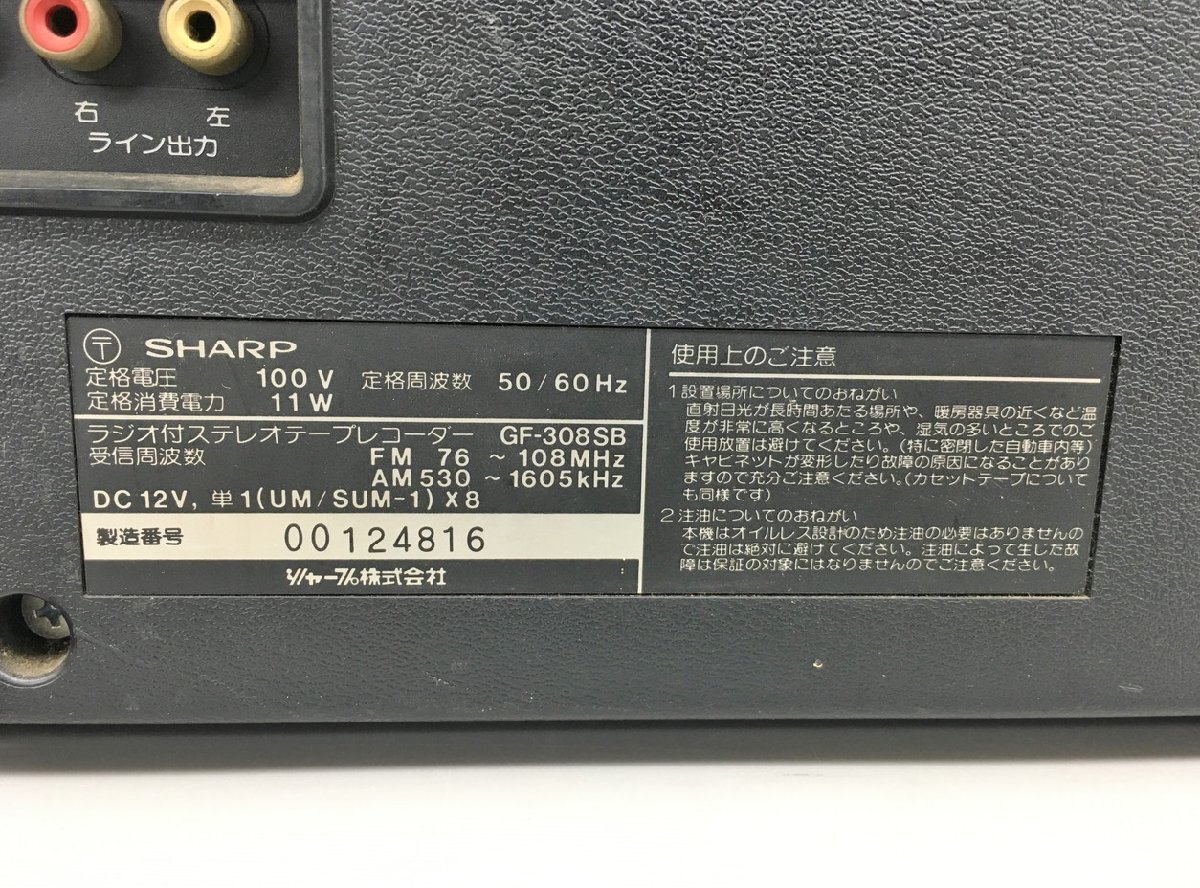 右 左
ライン出力
〒 SHARP
定格電圧 100V 定格周波数 50/60Hz
定格消費電力 11W
ラジオ付ステレオテープレコーダー GF-308SB
受信周波数 FM 76 ~ 108MHz
AM 530 ~ 1605kHz
DC 12V, 単1(UM/SUM-1)X8
製造番号 00124816
シャープ株式会社
使用上のご注意
1設置場所についてのおねがい
直射日光が長時間あたる場所や、暖房器具の近くなど温
度が非常に高くなるところや、湿気の多いところでのご
使用放置は避けてください。(特に密閉した自動車内等)
キャビネットが変形したり故障の原因になることがあり
ますので充分ご注意ください。(カセットテープについて
も同様です)
2注油についてのおねがい
本機はオイルレス設計のため注油の必要はありませんの
で注油は絶対に避けてください。注油によって生じた故
障は保証の対象にはなりませんのでご注意ください。